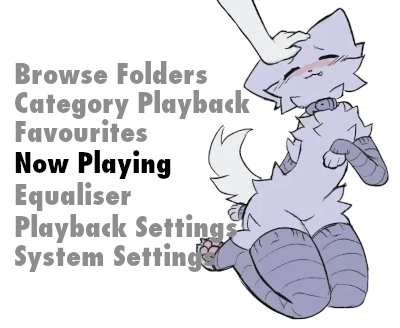 Browse Folders
Category Playback
Favourites
Now Playing
Equaliser
Playback Settings
System Settings